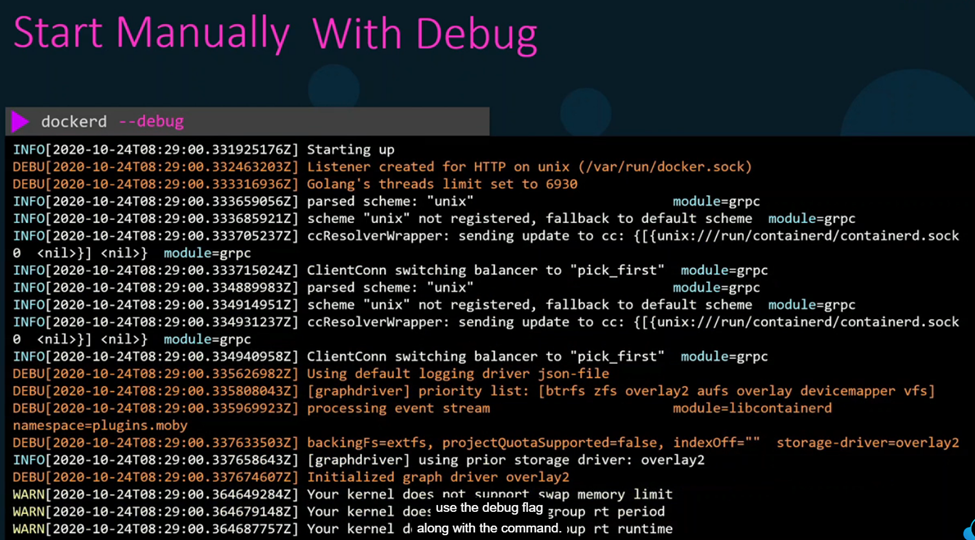 Start Manually With Debug
dockerd --debug
INFO[2020-10-24T08:29:00.331925176Z] Starting up
DEBU[2020-10-24T08:29:00.332463203Z] Listener created for HTTP on unix (/var/run/docker.sock)
DEBU[2020-10-24T08:29:00.333316936Z] Golang's threads limit set to 6930
INFO[2020-10-24T08:29:00.333659056Z] parsed scheme: "unix" module=grpc
INFO[2020-10-24T08:29:00.333685921Z] scheme "unix" not registered, fallback to default scheme module=grpc
INFO[2020-10-24T08:29:00.333705237Z] ccResolverWrapper: sending update to cc: {[{unix:///run/containerd/containerd.sock
0 <nil>}] <nil>} module=grpc
INFO[2020-10-24T08:29:00.333715024Z] ClientConn switching balancer to "pick_first" module=grpc
INFO[2020-10-24T08:29:00.334889983Z] parsed scheme: "unix" module=grpc
INFO[2020-10-24T08:29:00.334914951Z] scheme "unix" not registered, fallback to default scheme module=grpc
INFO[2020-10-24T08:29:00.334931237Z] ccResolverWrapper: sending update to cc: {[{unix:///run/containerd/containerd.sock
0 <nil>}] <nil>} module=grpc
INFO[2020-10-24T08:29:00.334940958Z] ClientConn switching balancer to "pick_first" module=grpc
DEBU[2020-10-24T08:29:00.335626982Z] Using default logging driver json-file
DEBU[2020-10-24T08:29:00.335808043Z] [graphdriver] priority list: [btrfs zfs overlay2 aufs overlay devicemapper vfs]
DEBU[2020-10-24T08:29:00.335969923Z] processing event stream module=libcontainerd
namespace=plugins.moby
DEBU[2020-10-24T08:29:00.337633503Z] backingFs=extfs, projectQuotaSupported=false, indexOff="" storage-driver=overlay2
INFO[2020-10-24T08:29:00.337658643Z] [graphdriver] using prior storage driver: overlay2
DEBU[2020-10-24T08:29:00.337674607Z] Initialized graph driver overlay2
WARN[2020-10-24T08:29:00.364649284Z] Your kernel does not support swap memory limit
WARN[2020-10-24T08:29:00.364679148Z] Your kernel does rt period
WARN[2020-10-24T08:29:00.364687757Z] Your kernel rt runtime
use the debug flag
along with the command.